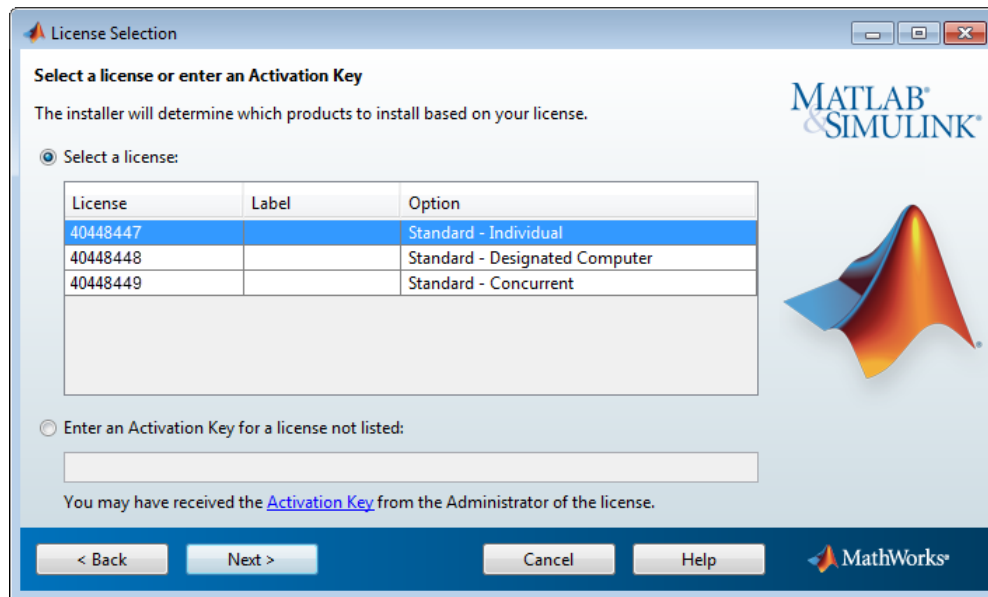 License Selection
Select a license or enter an Activation Key
The installer will determine which products to install based on your license.
MATLAB®
&SIMULINK®
Select a license:
License Label Option
40448447 Standard - Individual
40448448 Standard - Designated Computer
40448449 Standard - Concurrent
Enter an Activation Key for a license not listed:
You may have received the Activation Key from the Administrator of the license.
< Back Next > Cancel Help MathWorks®